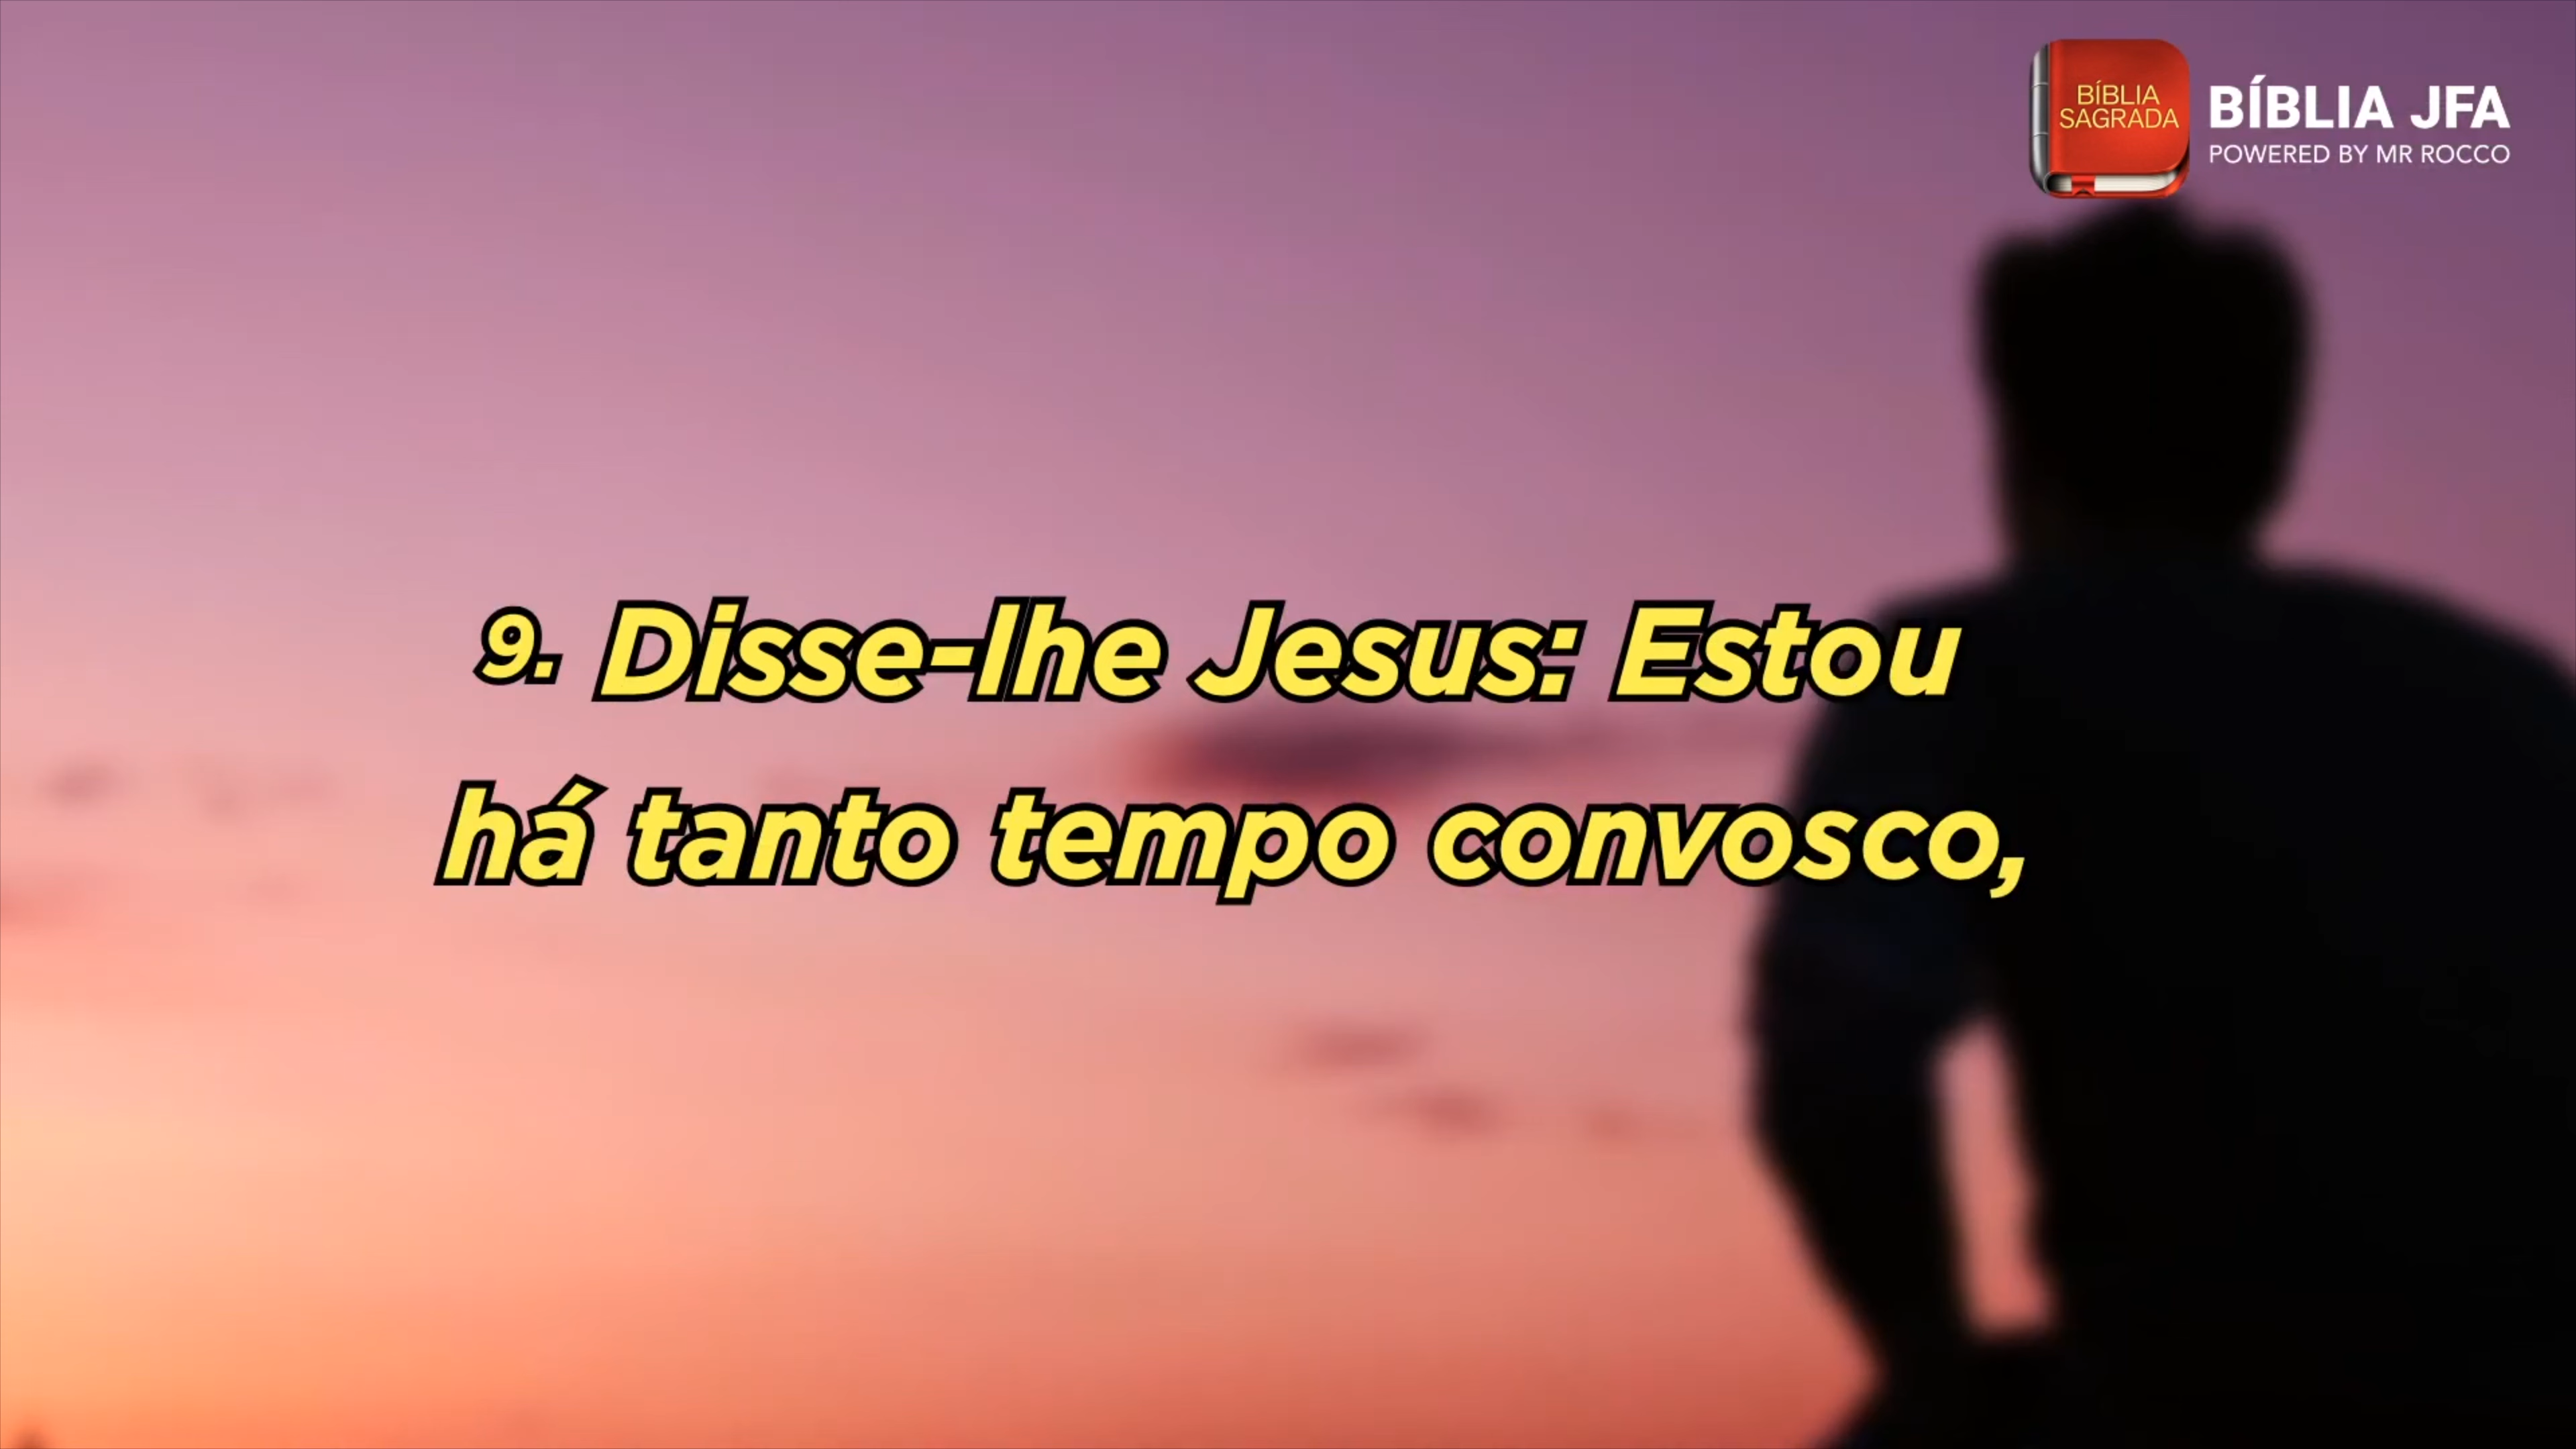 BÍBLIA
SAGRADA
BÍBLIA JFA
POWERED BY MR ROCCO
9. Disse-lhe Jesus: Estou
há tanto tempo convosco,